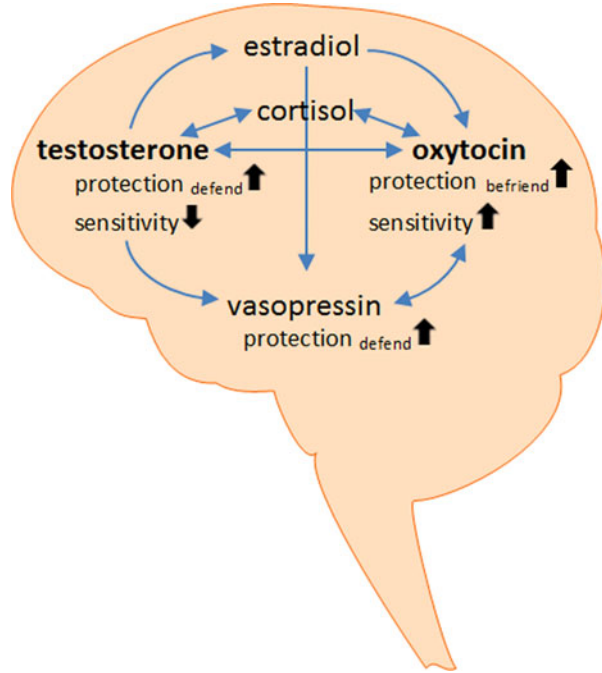 estradiol
cortisol
testosterone
protection defend
sensitivity
oxytocin
protection befriend
sensitivity
vasopressin
protection defend